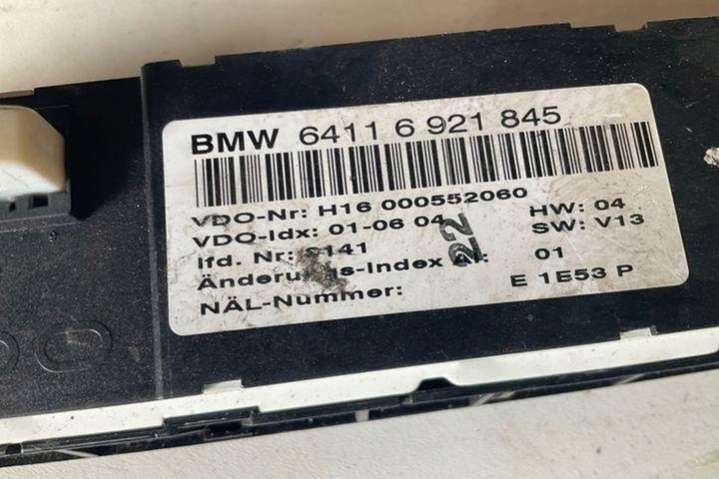 BMW 6411 6 921 845
VDO-Nr: H16 000552060
VDO-Idx: 01-06 04 HW: 04
lfd. Nr: SW: V13
22
01
NÄL-Nummer: E 1E53 P